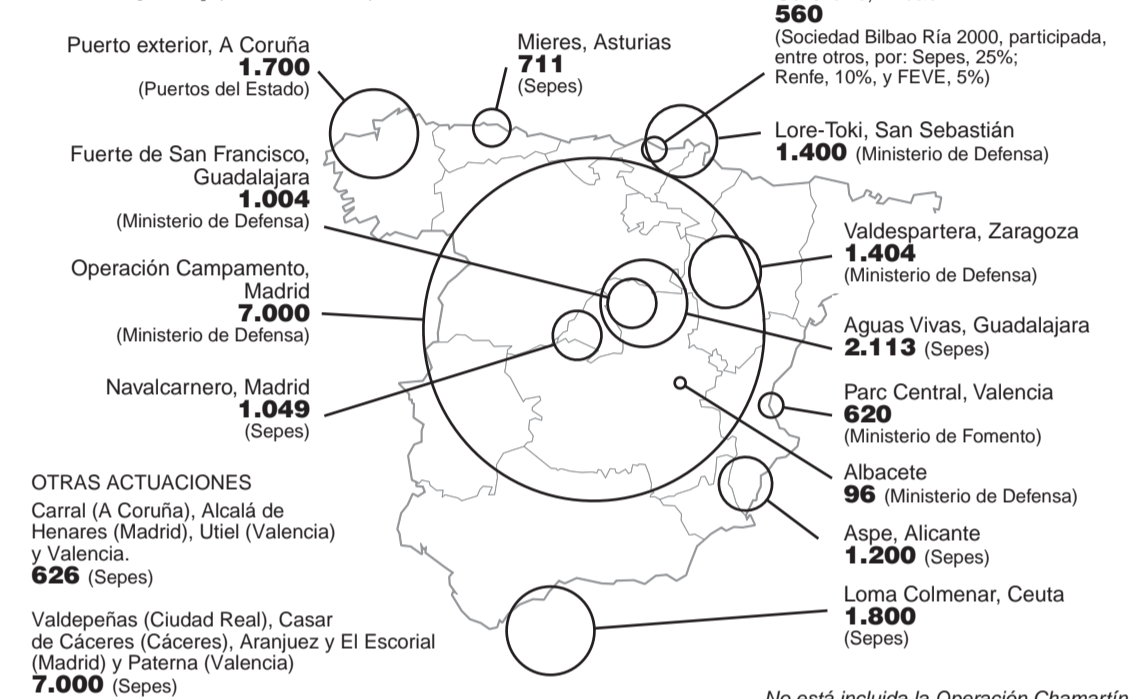 560
(Sociedad Bilbao Ría 2000, participada,
entre otros, por: Sepes, 25%;
Renfe, 10%, y FEVE, 5%)
Puerto exterior, A Coruña
1.700
(Puertos del Estado)
Mieres, Asturias
711
(Sepes)
Lore-Toki, San Sebastián
1.400 (Ministerio de Defensa)
Fuerte de San Francisco,
Guadalajara
1.004
(Ministerio de Defensa)
Valdespartera, Zaragoza
1.404
(Ministerio de Defensa)
Operación Campamento,
Madrid
7.000
(Ministerio de Defensa)
Aguas Vivas, Guadalajara
2.113 (Sepes)
Navalcarnero, Madrid
1.049
(Sepes)
Parc Central, Valencia
620
(Ministerio de Fomento)
Albacete
96 (Ministerio de Defensa)
Aspe, Alicante
1.200 (Sepes)
Loma Colmenar, Ceuta
1.800
(Sepes)
OTRAS ACTUACIONES
Carral (A Coruña), Alcalá de
Henares (Madrid), Utiel (Valencia)
y Valencia.
626 (Sepes)
Valdepeñas (Ciudad Real), Casar
de Cáceres (Cáceres), Aranjuez y El Escorial
(Madrid) y Paterna (Valencia)
7.000 (Sepes)
No está incluida la Operación Chamartín